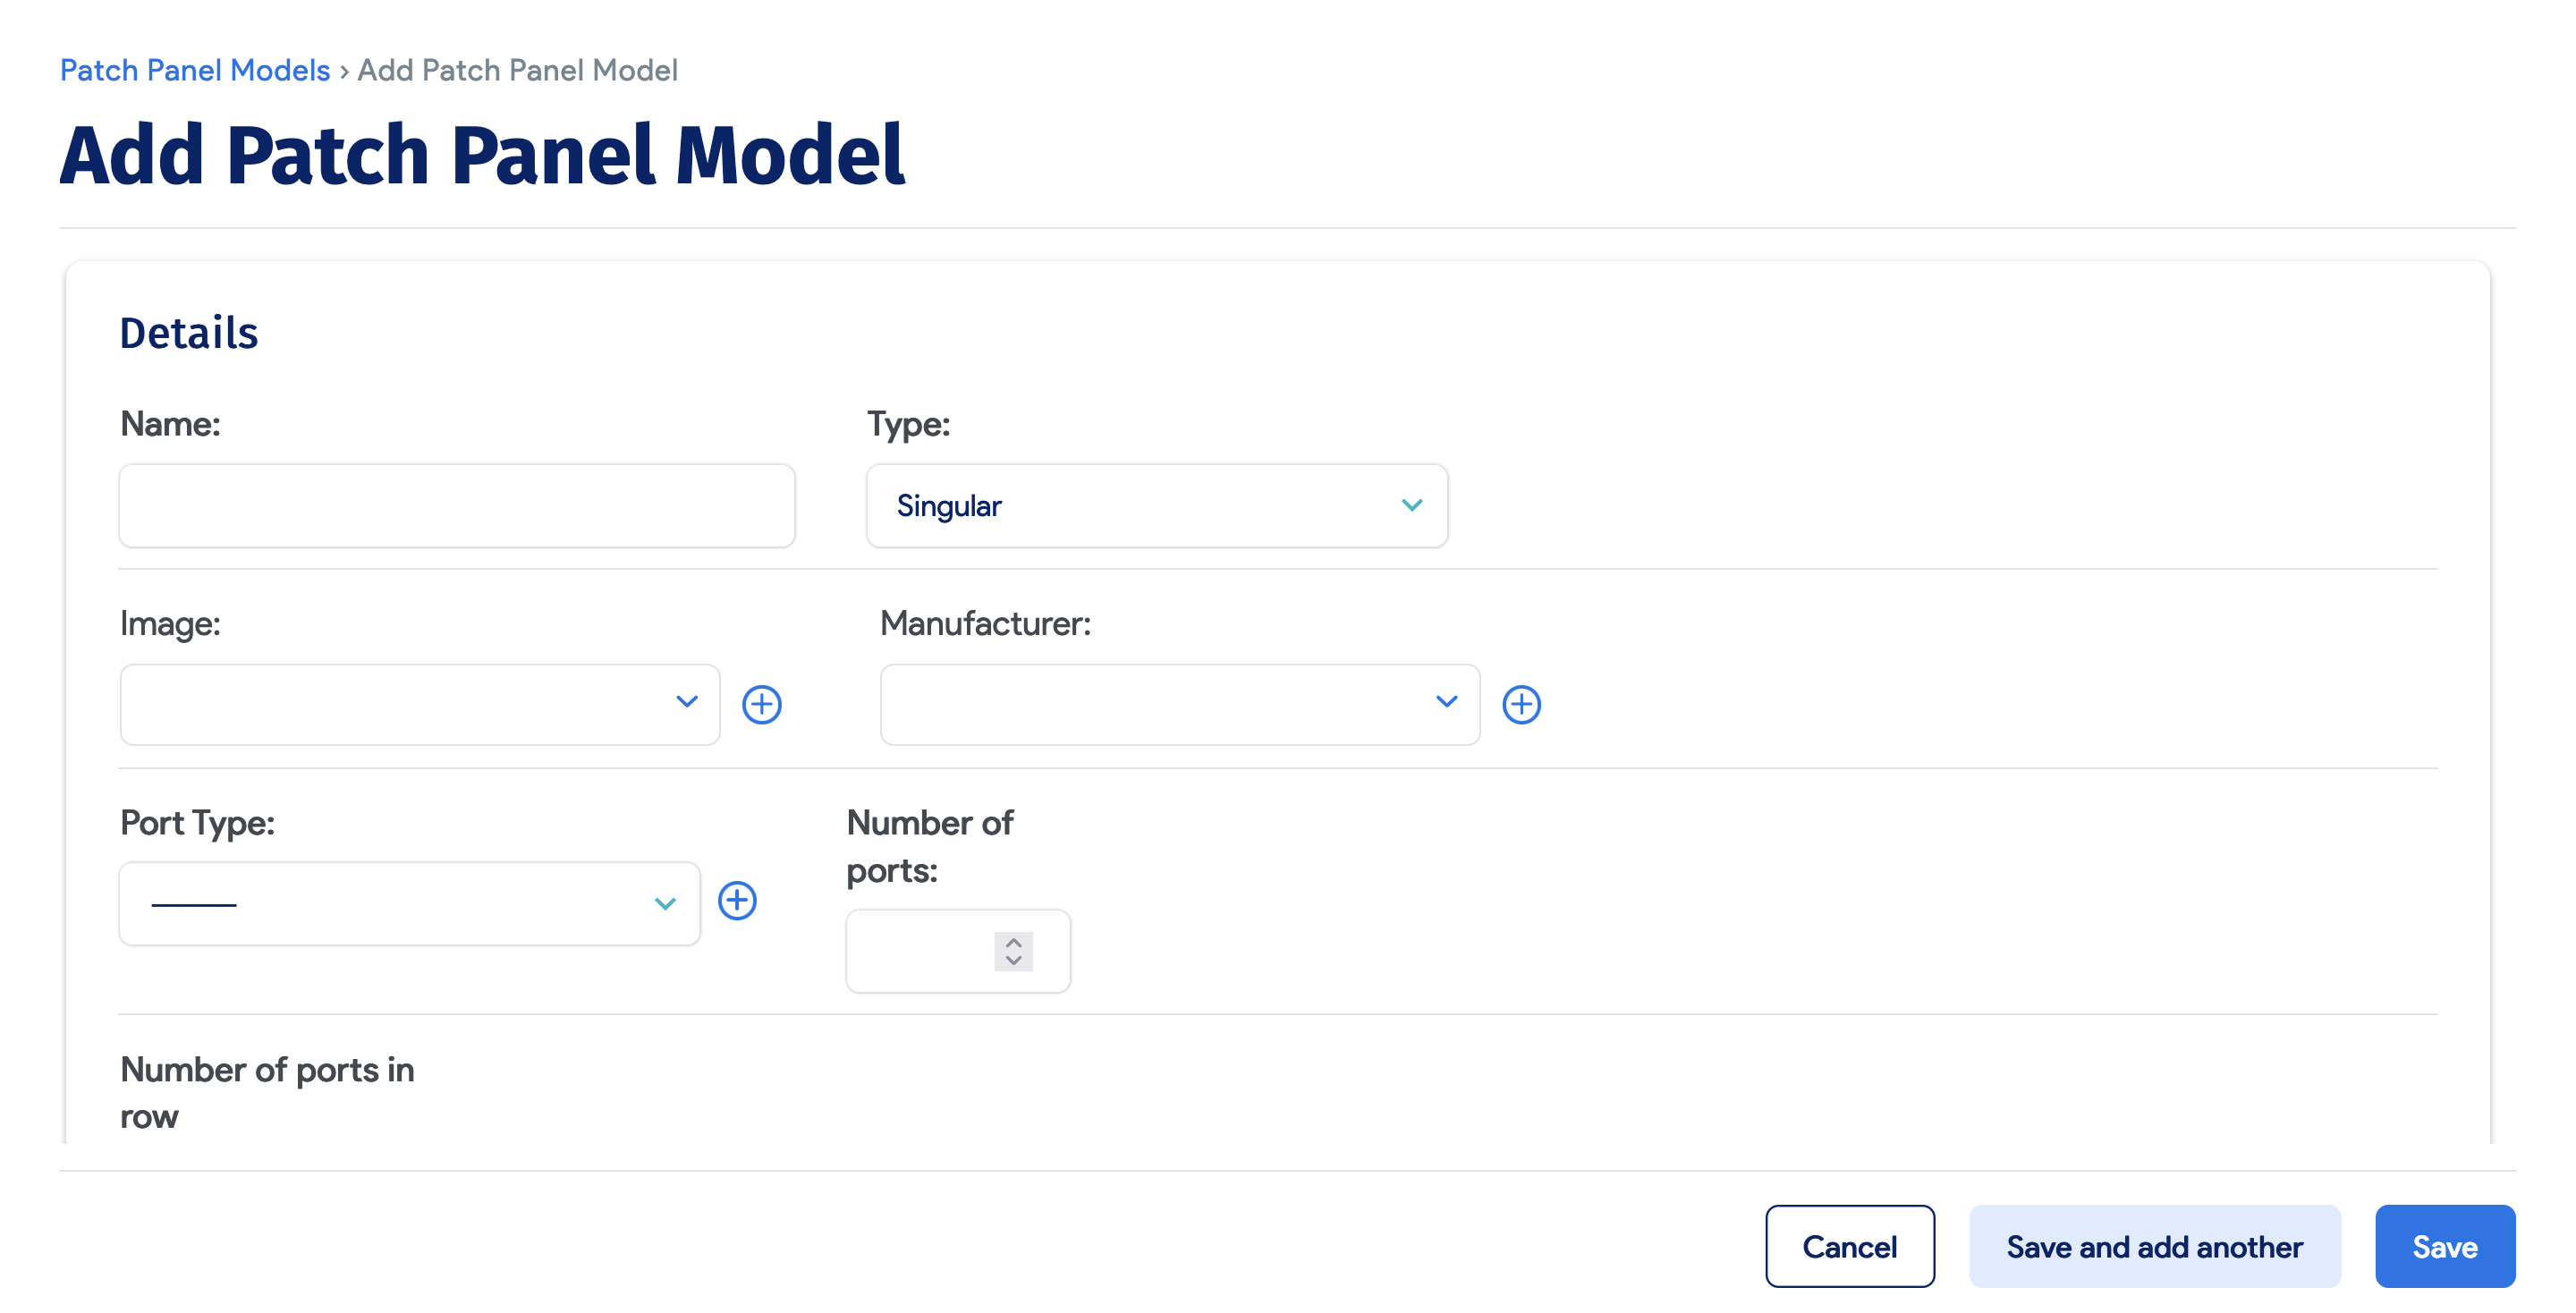 Patch Panel Models › Add Patch Panel Model
Add Patch Panel Model
Details
Name:
Type:
Singular
Image:
Manufacturer:
Port Type:
Number of
ports:
Number of ports in
row
Cancel
Save and add another
Save